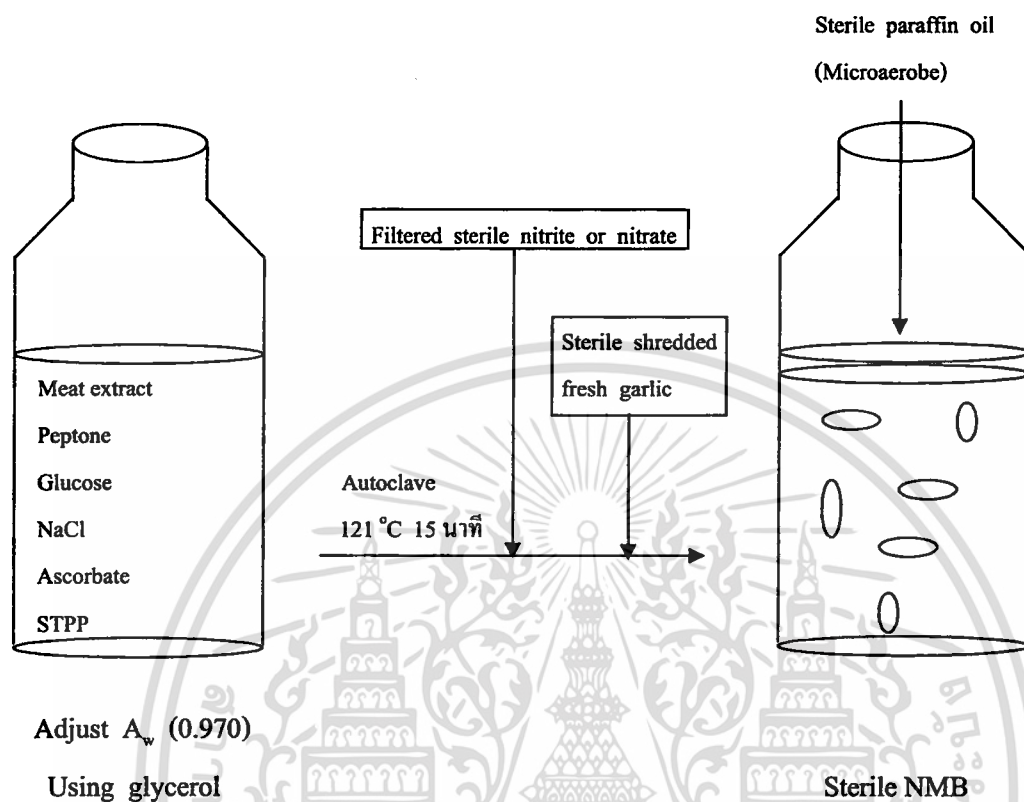 Sterile paraffin oil
(Microaerobe)
Filtered sterile nitrite or nitrate
Sterile shredded
fresh garlic
Meat extract
Peptone
Glucose
NaCl
Ascorbate
STPP
Autoclave
121 °C 15 นาที
Adjust Aw (0.970)
Using glycerol
Sterile NMB